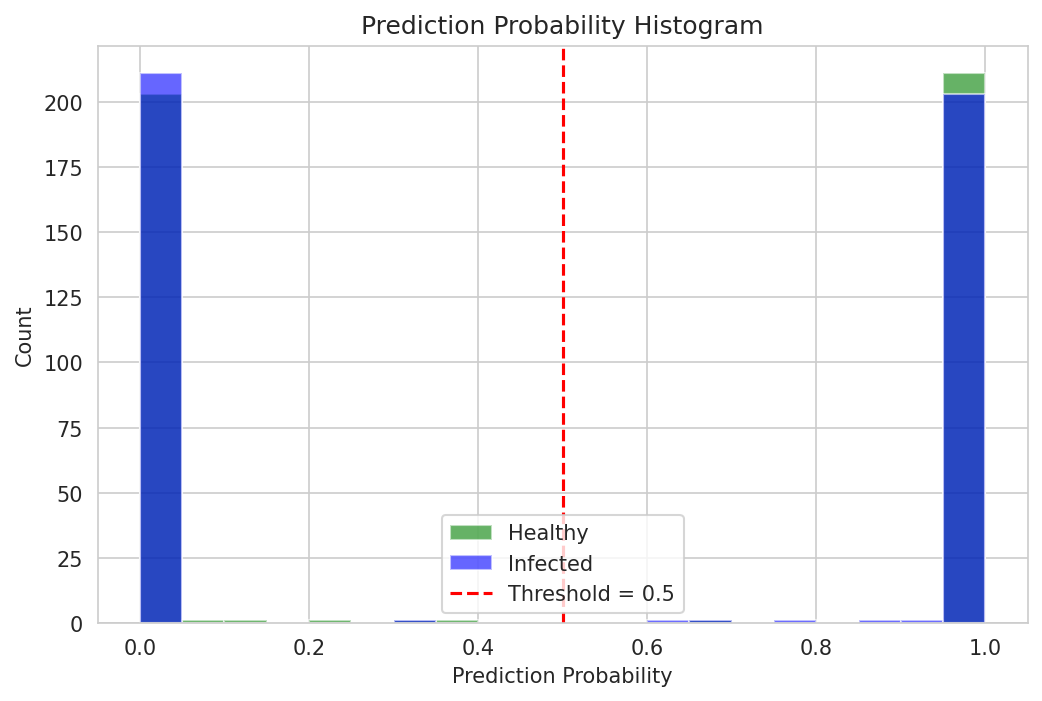 Prediction Probability Histogram
Count
200
175
150
125
100
75
50
25
0
Healthy
Infected
Threshold = 0.5
0.0 0.2 0.4 0.6 0.8 1.0
Prediction Probability